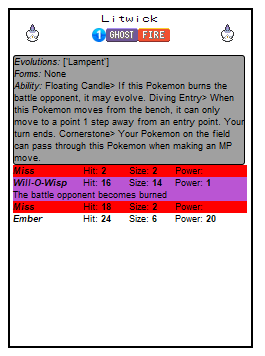 Litwick
1 GHOST FIRE
Evolutions: ['Lampent']
Forms: None
Ability: Floating Candle> If this Pokemon burns the
battle opponent, it may evolve. Diving Entry> When
this Pokemon moves from the bench, it can only
move to a point 1 step away from an entry point. Your
turn ends. Cornerstone> Your Pokemon on the field
can pass through this Pokemon when making an MP
move.
Miss Hit: 2 Size: 2 Power:
Will-O-Wisp Hit: 16 Size: 14 Power: 1
The battle opponent becomes burned
Miss Hit: 18 Size: 2 Power:
Ember Hit: 24 Size: 6 Power: 20